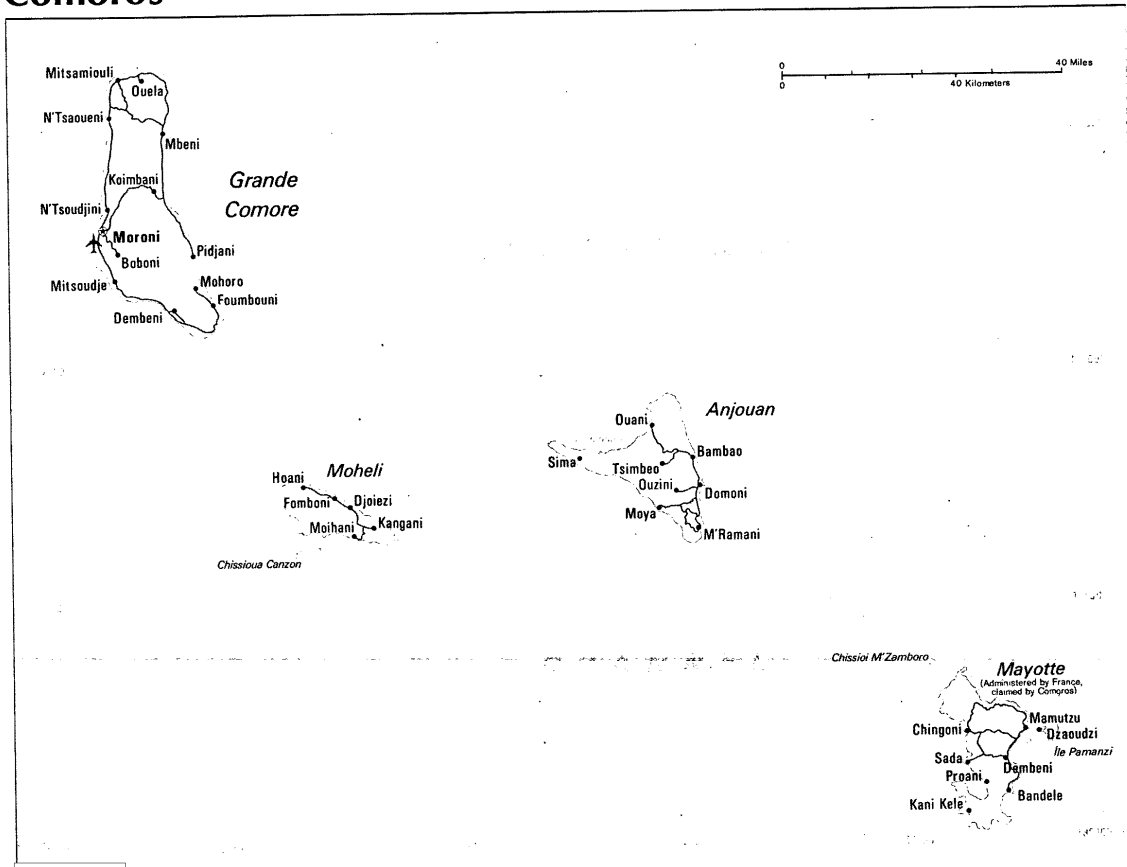 Comoros
0
40 Miles
0
40 Kilometers
Mitsamiouli
Ouela
N'Tsaoueni
Mbeni
Koimbani
Grande
Comore
N'Tsoudjini
Moroni
Boboni
Pidjani
Mitsoudje
Mohoro
Foumbouni
Dembeni
Anjouan
Ouani
Bambao
Sima
Tsimbeo
Ouzini
Domoni
Moya
M'Ramani
Moheli
Hoani
Fomboni
Djoiezi
Moihani
Kangani
Chissioua Canzon
Chissioi M'Zamboro
Mayotte
(Administered by France,
claimed by Comoros)
Mamutzu
Chingoni
Dzaoudzi
Île Pamanzi
Sada
Dembeni
Proani
Bandele
Kani Kele